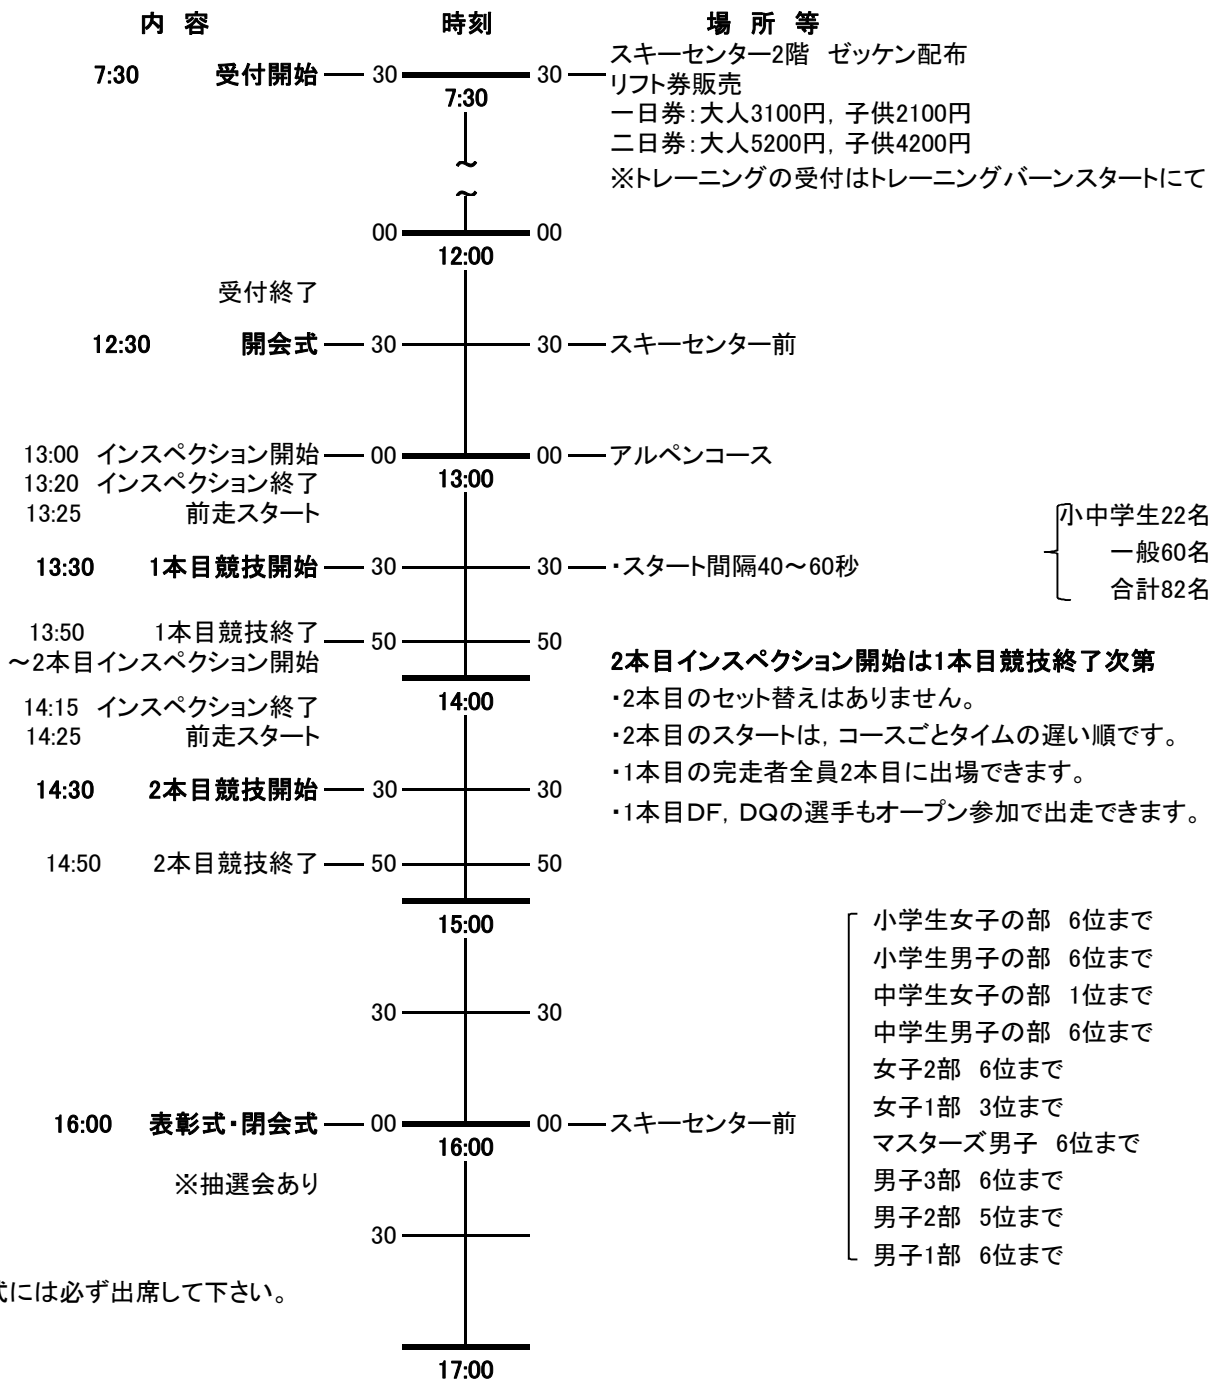 内　容　時刻　場　所　等
スキーセンター2階　ゼッケン配布
7:30　受付開始　30　30　リフト券販売
7:30
一日券：大人3100円，子供2100円
二日券：大人5200円，子供4200円
～
※トレーニングの受付はトレーニングバーンスタートにて
～
00　00
12:00
受付終了
12:30　開会式　30　30　スキーセンター前
13:00　インスペクション開始　00　00　アルペンコース
13:00
13:20　インスペクション終了
13:25　前走スタート
小中学生22名
一般60名
合計82名
13:30　1本目競技開始　30　30　・スタート間隔40～60秒
13:50　1本目競技終了　50　50
～2本目インスペクション開始
2本目インスペクション開始は1本目競技終了次第
14:00
・2本目のセット替えはありません。
14:15　インスペクション終了
14:25　前走スタート
・2本目のスタートは，コースごとタイムの遅い順です。
・1本目の完走者全員2本目に出場できます。
14:30　2本目競技開始　30　30
・1本目DF，DQの選手もオープン参加で出走できます。
14:50　2本目競技終了　50　50
15:00
小学生女子の部　6位まで
小学生男子の部　6位まで
中学生女子の部　1位まで
30　30
中学生男子の部　6位まで
女子2部　6位まで
女子1部　3位まで
16:00　表彰式・閉会式　00　00　スキーセンター前
16:00
マスターズ男子　6位まで
※抽選会あり
男子3部　6位まで
男子2部　5位まで
30
男子1部　6位まで
式には必ず出席して下さい。
17:00